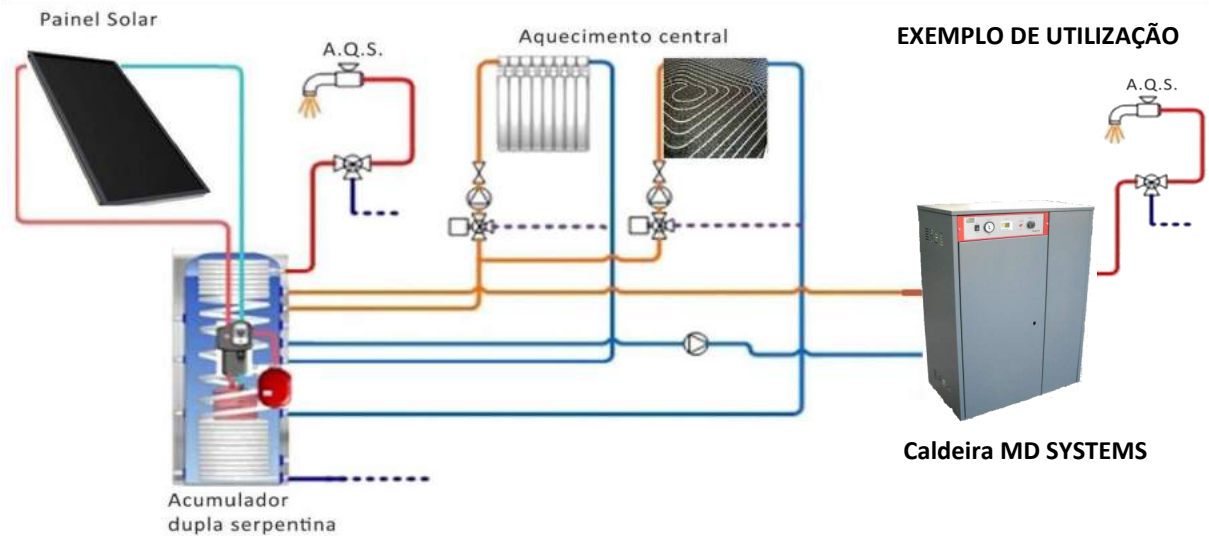 Painel Solar
A.Q.S.
Aquecimento central
EXEMPLO DE UTILIZAÇÃO
A.Q.S.
Caldeira MD SYSTEMS
Acumulador
dupla serpentina